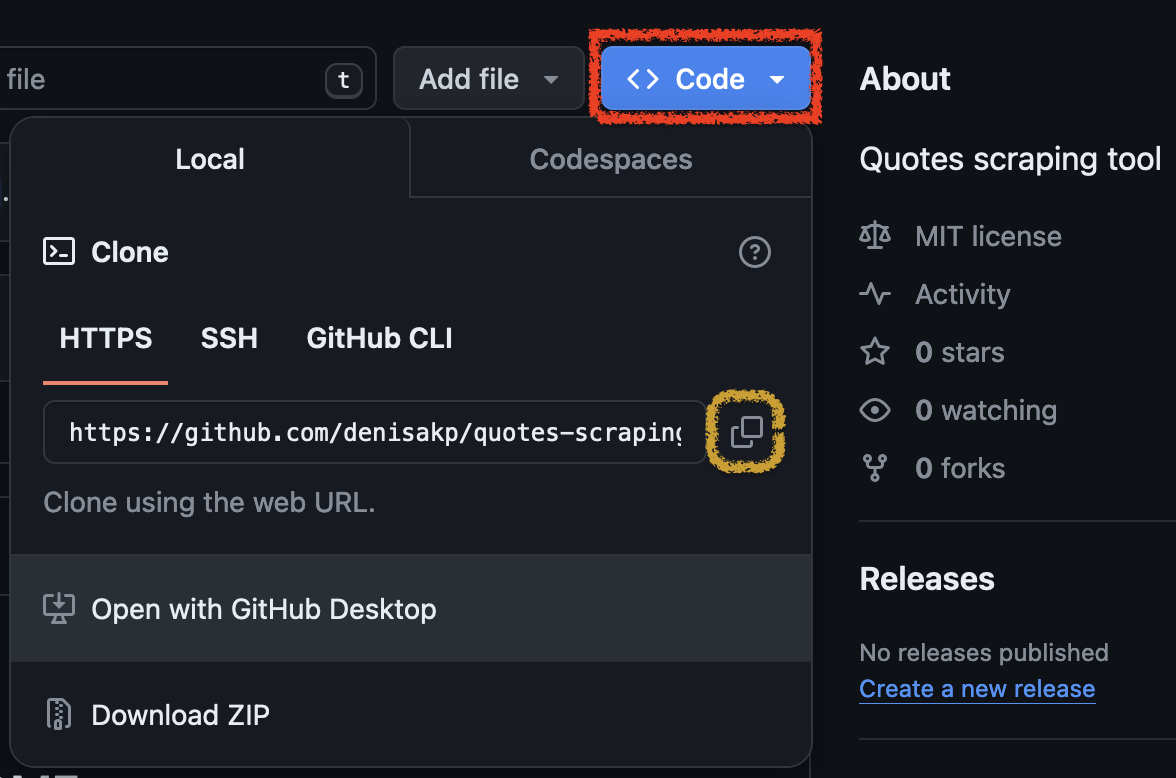 file t Add file Code
Local Codespaces
Clone
HTTPS SSH GitHub CLI
https://github.com/denisakp/quotes-scraping
Clone using the web URL.
Open with GitHub Desktop
Download ZIP
About
Quotes scraping tool
MIT license
Activity
0 stars
0 watching
0 forks
Releases
No releases published
Create a new release